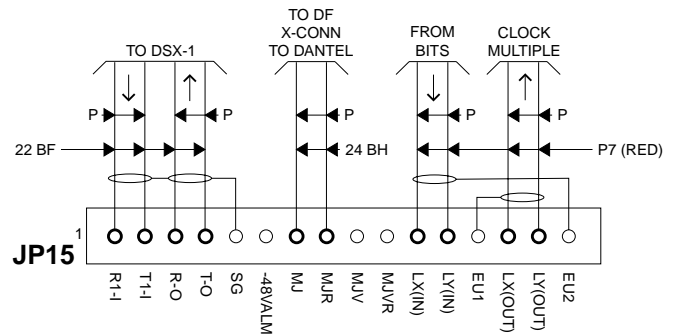 TO DSX-1
TO DF
X-CONN
TO DANTEL
FROM
BITS
CLOCK
MULTIPLE
P
P
P
P
P
22 BF
24 BH
P7 (RED)
JP15
1
R1-I
T1-I
R-O
T-O
SG
-48VALM
MJ
MJR
MJV
MJVR
LX(IN)
LY(IN)
EU1
LX(OUT)
LY(OUT)
EU2